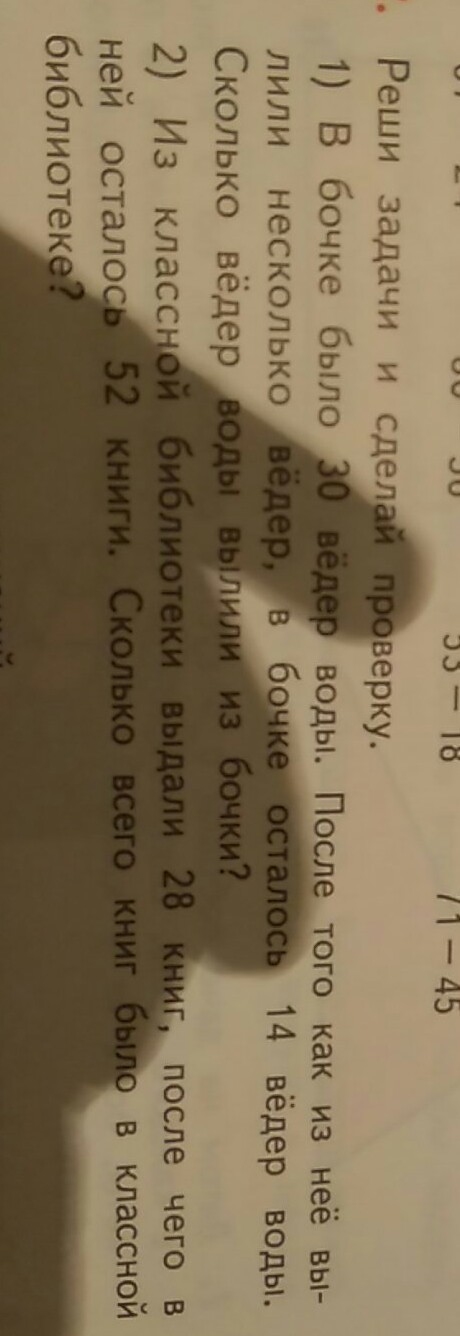 53 − 18 71 − 45
Реши задачи и сделай проверку.
1) В бочке было 30 вёдер воды. После того как из неё вы-
лили несколько вёдер, в бочке осталось 14 вёдер воды.
Сколько вёдер воды вылили из бочки?
2) Из классной библиотеки выдали 28 книг, после чего в
ней осталось 52 книги. Сколько всего книг было в классной
библиотеке?